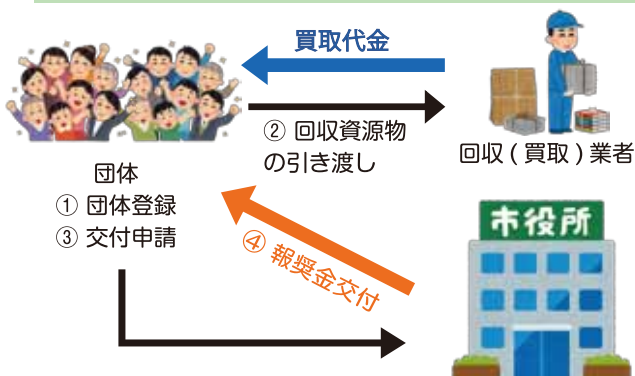 買取代金
② 回収資源物
の引き渡し
回収(買取)業者
団体
① 団体登録
③ 交付申請
④ 報奨金交付
市役所